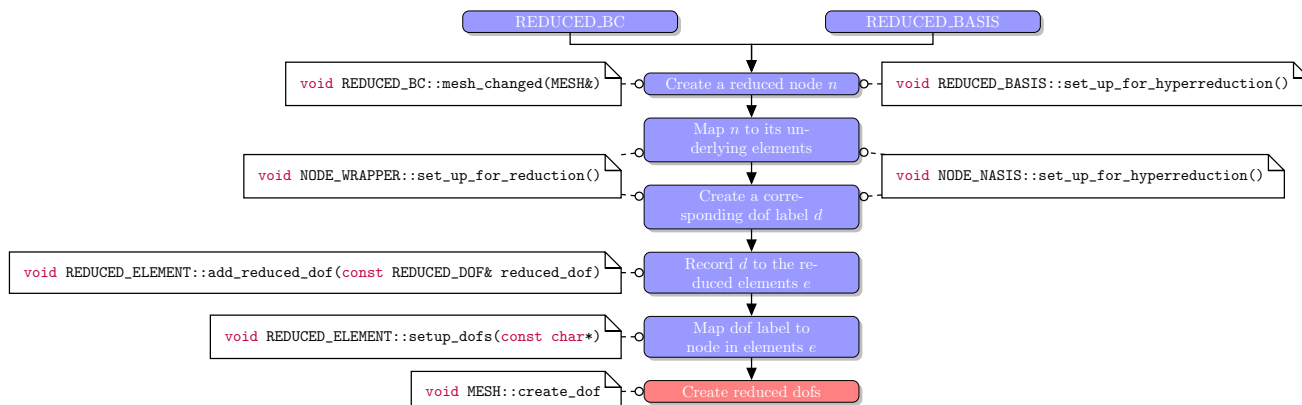 REDUCED_BC
REDUCED_BASIS
void REDUCED_BC::mesh_changed(MESH&)
Create a reduced node n
void REDUCED_BASIS::set_up_for_hyperreduction()
Map n to its un-
derlying elements
void NODE_WRAPPER::set_up_for_reduction()
void NODE_NASIS::set_up_for_hyperreduction()
Create a corre-
sponding dof label d
void REDUCED_ELEMENT::add_reduced_dof(const REDUCED_DOF& reduced_dof)
Record d to the re-
duced elements e
void REDUCED_ELEMENT::setup_dofs(const char*)
Map dof label to
node in elements e
void MESH::create_dof
Create reduced dofs